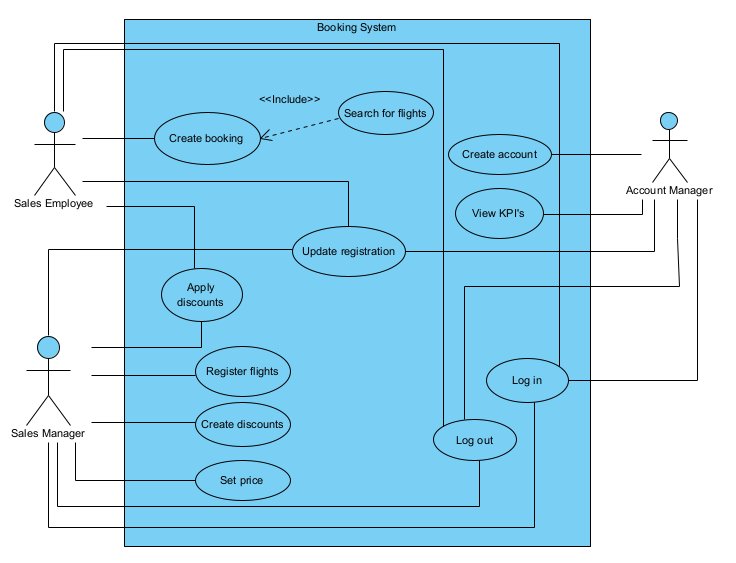 Booking System
<<Include>>
Search for flights
Create booking
Create account
Account Manager
Sales Employee
View KPI's
Update registration
Apply
discounts
Register flights
Log in
Create discounts
Sales Manager
Log out
Set price